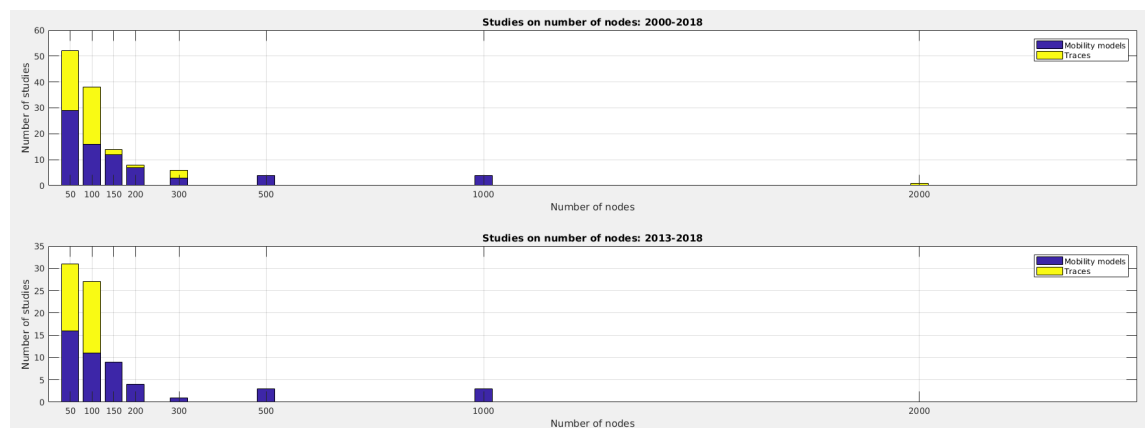 Studies on number of nodes: 2000-2018
60
50
40
30
20
10
0
Number of studies
Mobility models
Traces
50 100 150 200 300 500 1000 2000
Number of nodes
Studies on number of nodes: 2013-2018
35
30
25
20
15
10
5
0
Number of studies
Mobility models
Traces
50 100 150 200 300 500 1000 2000
Number of nodes